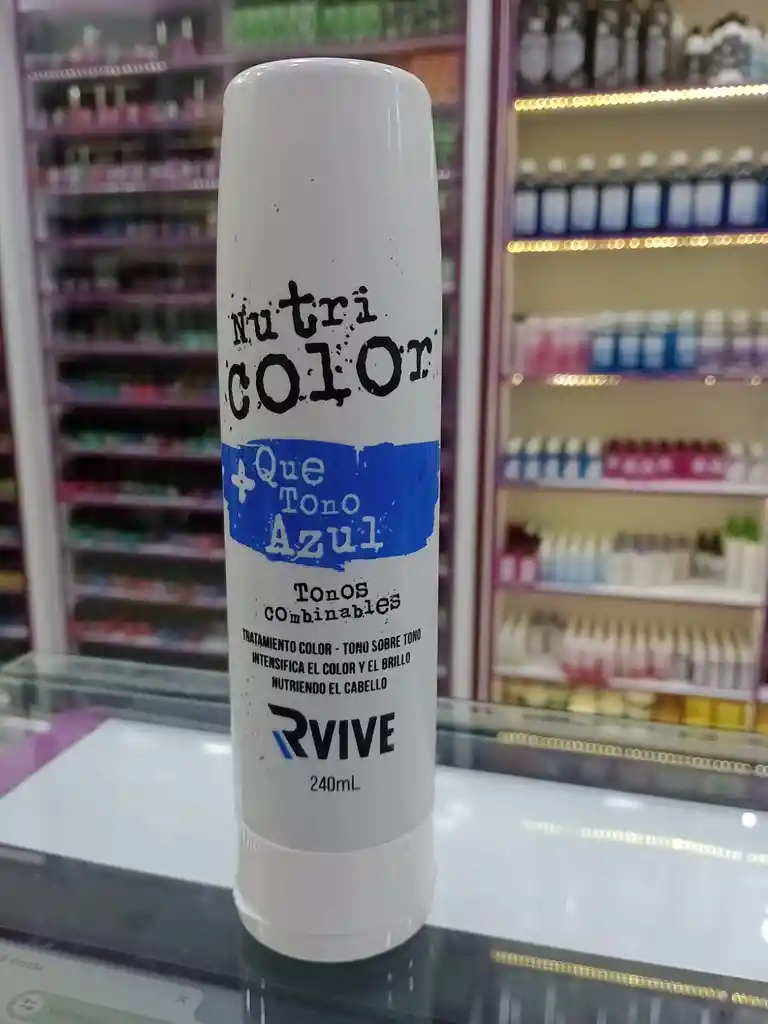 Nutri
COlOr
+Que
Tono
Azul
Tonos
COmbinables
TRATAMIENTO COLOR - TONO SOBRE TONO
INTENSIFICA EL COLOR Y EL BRILLO
NUTRIENDO EL CABELLO
RVIVE
240mL